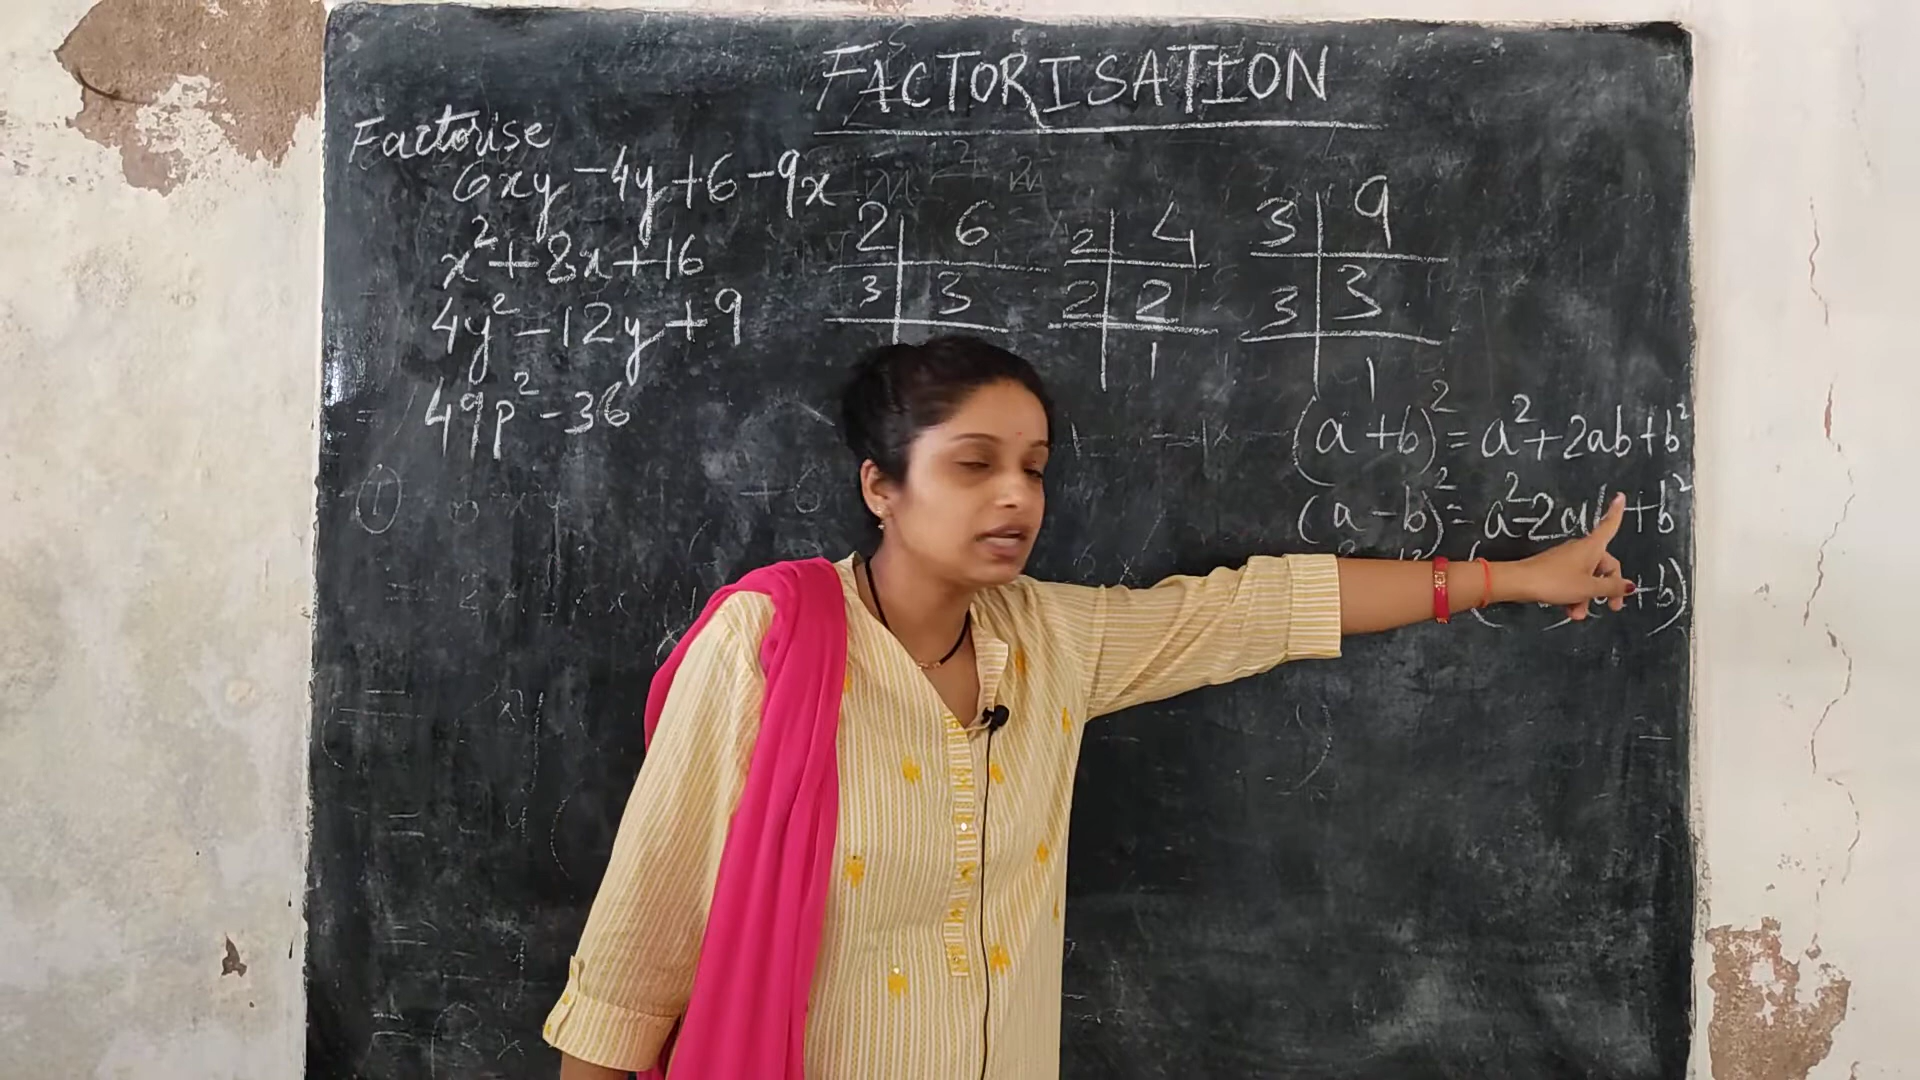 FACTORISATION
Factorise
6xy-4y+6-9x
x²+8x+16
4y²-12y+9
49p²-36
2 | 6
3 | 3
2 | 4
2 | 2
1
3 | 9
3 | 3
1
(a+b)²=a²+2ab+b²
(a-b)²=a²-2ab+b²
+b)